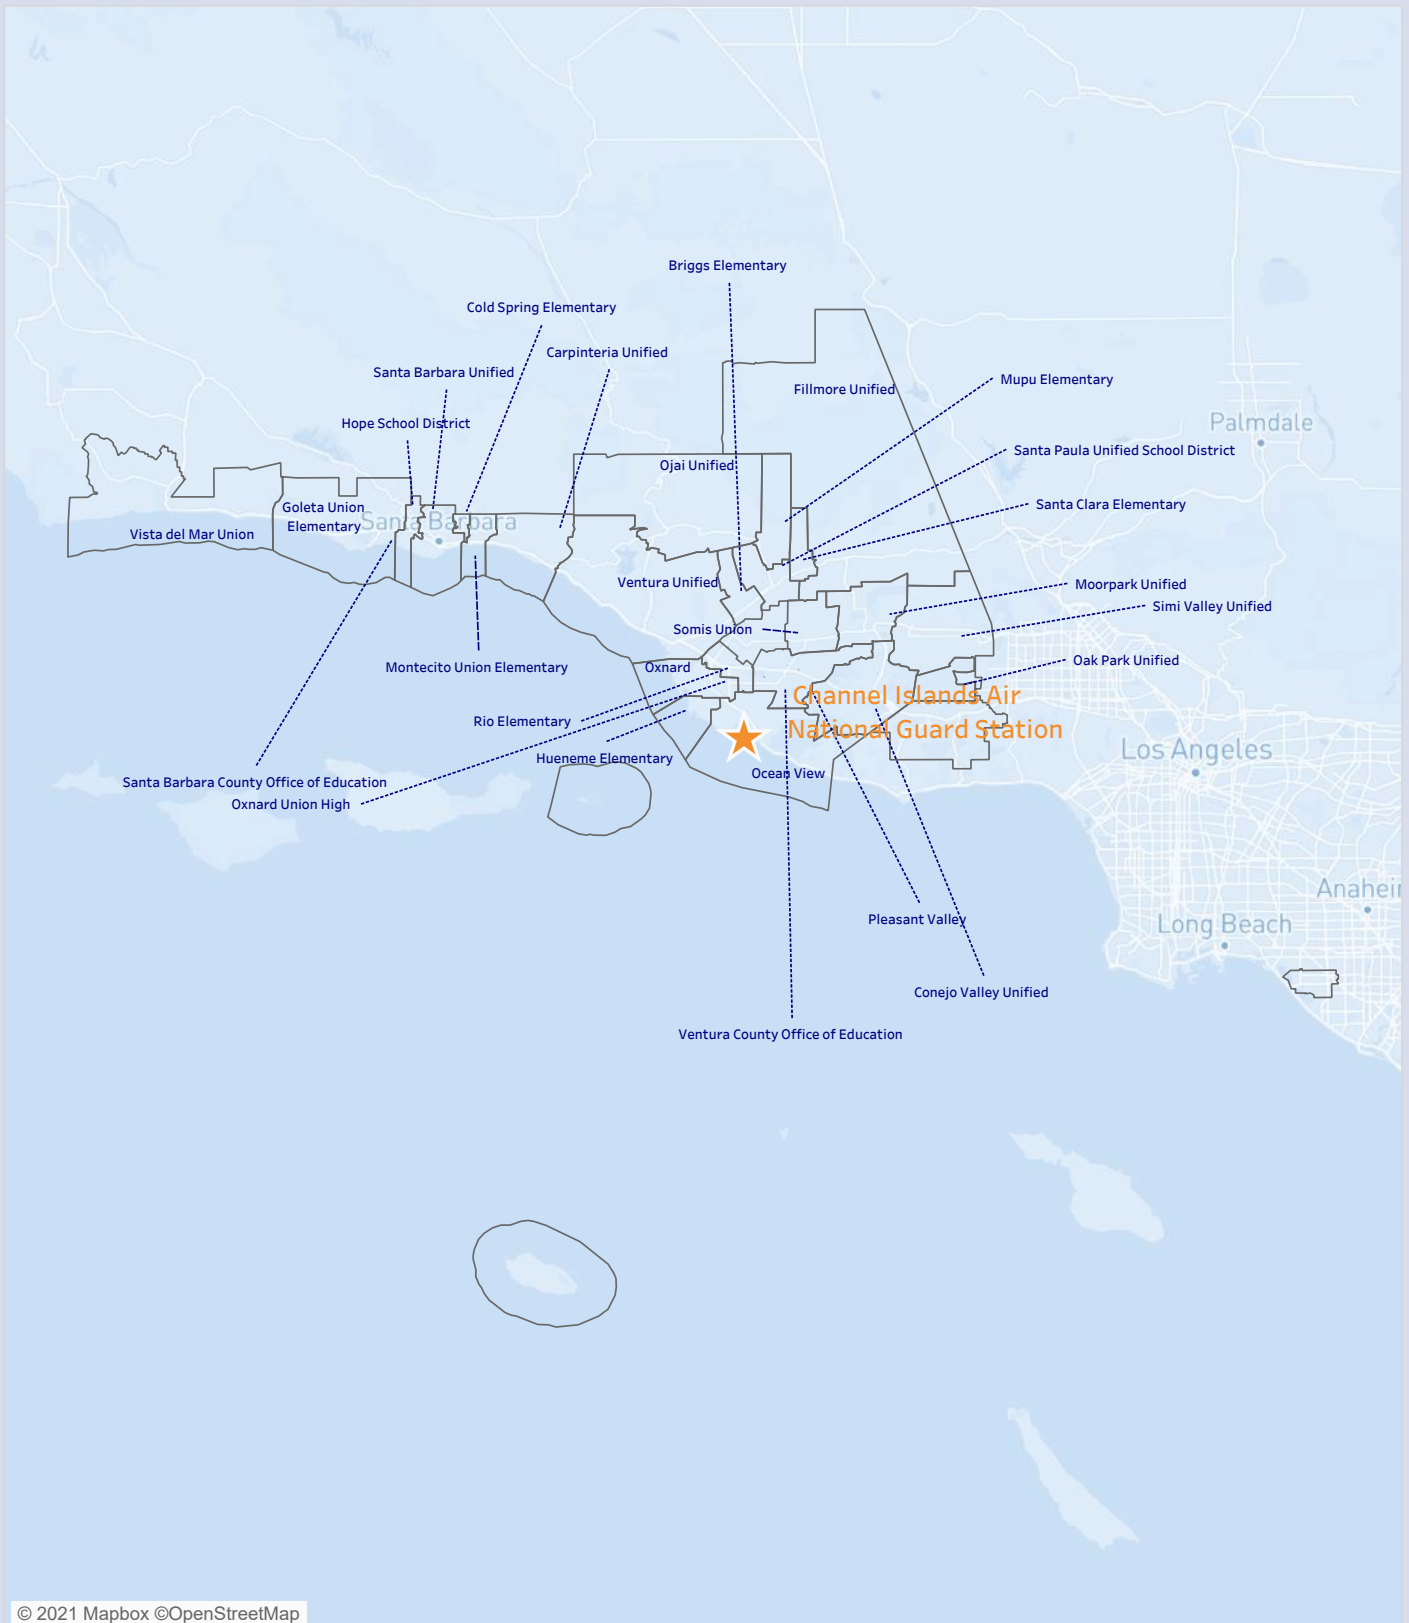 Briggs Elementary
Cold Spring Elementary
Carpinteria Unified
Santa Barbara Unified
Mupu Elementary
Fillmore Unified
Hope School District
Palmdale
Santa Paula Unified School District
Ojai Unified
Santa Clara Elementary
Goleta Union
Elementary
Santa Barbara
Vista del Mar Union
Ventura Unified
Moorpark Unified
Simi Valley Unified
Somis Union
Oak Park Unified
Montecito Union Elementary
Oxnard
Channel Islands Air
National Guard Station
Rio Elementary
Los Angeles
Hueneme Elementary
Ocean View
Santa Barbara County Office of Education
Oxnard Union High
Anahei
Pleasant Valley
Long Beach
Conejo Valley Unified
Ventura County Office of Education
© 2021 Mapbox ©OpenStreetMap